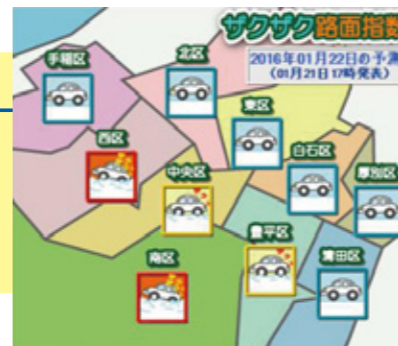 ザクザク路面指数
2016年01月22日の予測
(01月21日17時発表)
手稲区
北区
東区
西区
白石区
中央区
厚別区
豊平区
南区
清田区